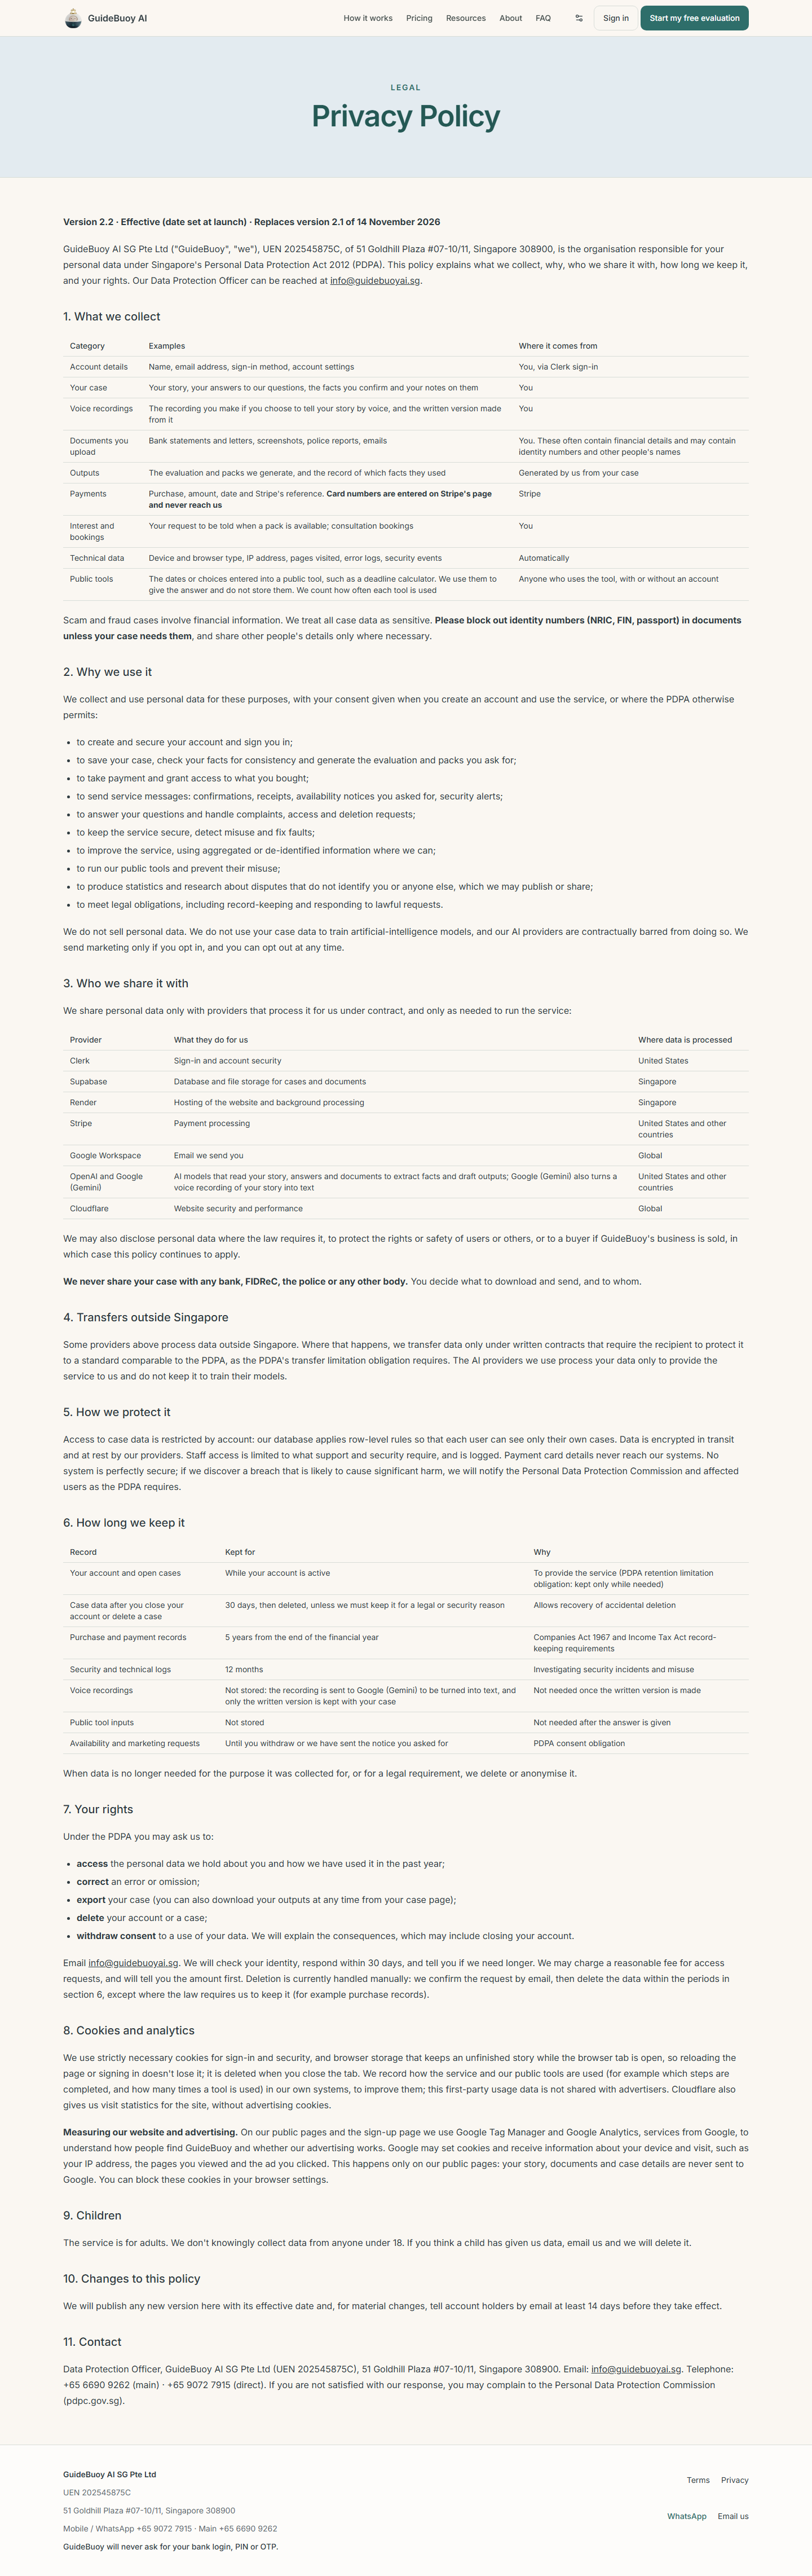 GuideBuoy AI
How it works
Pricing
Resources
About
FAQ
Sign in
Start my free evaluation
LEGAL
Privacy Policy
Version 2.2 · Effective (date set at launch) · Replaces version 2.1 of 14 November 2026
GuideBuoy AI SG Pte Ltd ("GuideBuoy", "we"), UEN 202545875C, of 51 Goldhill Plaza #07-10/11, Singapore 308900, is the organisation responsible for your
personal data under Singapore's Personal Data Protection Act 2012 (PDPA). This policy explains what we collect, why, who we share it with, how long we keep it,
and your rights. Our Data Protection Officer can be reached at info@guidebuoyai.sg.
1. What we collect
Category Examples Where it comes from
Account details Name, email address, sign-in method, account settings You, via Clerk sign-in
Your case Your story, your answers to our questions, the facts you confirm and your notes on them You
Voice recordings The recording you make if you choose to tell your story by voice, and the written version made You
from it
Documents you Bank statements and letters, screenshots, police reports, emails You. These often contain financial details and may contain
upload identity numbers and other people's names
Outputs The evaluation and packs we generate, and the record of which facts they used Generated by us from your case
Payments Purchase, amount, date and Stripe's reference. Card numbers are entered on Stripe's page Stripe
and never reach us
Interest and Your request to be told when a pack is available; consultation bookings You
bookings
Technical data Device and browser type, IP address, pages visited, error logs, security events Automatically
Public tools The dates or choices entered into a public tool, such as a deadline calculator. We use them to Anyone who uses the tool, with or without an account
give the answer and do not store them. We count how often each tool is used
Scam and fraud cases involve financial information. We treat all case data as sensitive. Please block out identity numbers (NRIC, FIN, passport) in documents
unless your case needs them, and share other people's details only where necessary.
2. Why we use it
We collect and use personal data for these purposes, with your consent given when you create an account and use the service, or where the PDPA otherwise
permits:
• to create and secure your account and sign you in;
• to save your case, check your facts for consistency and generate the evaluation and packs you ask for;
• to take payment and grant access to what you bought;
• to send service messages: confirmations, receipts, availability notices you asked for, security alerts;
• to answer your questions and handle complaints, access and deletion requests;
• to keep the service secure, detect misuse and fix faults;
• to improve the service, using aggregated or de-identified information where we can;
• to run our public tools and prevent their misuse;
• to produce statistics and research about disputes that do not identify you or anyone else, which we may publish or share;
• to meet legal obligations, including record-keeping and responding to lawful requests.
We do not sell personal data. We do not use your case data to train artificial-intelligence models, and our AI providers are contractually barred from doing so. We
send marketing only if you opt in, and you can opt out at any time.
3. Who we share it with
We share personal data only with providers that process it for us under contract, and only as needed to run the service:
Provider What they do for us Where data is processed
Clerk Sign-in and account security United States
Supabase Database and file storage for cases and documents Singapore
Render Hosting of the website and background processing Singapore
Stripe Payment processing United States and other
countries
Google Workspace Email we send you Global
OpenAI and Google AI models that read your story, answers and documents to extract facts and draft outputs; Google (Gemini) also turns a United States and other
(Gemini) voice recording of your story into text countries
Cloudflare Website security and performance Global
We may also disclose personal data where the law requires it, to protect the rights or safety of users or others, or to a buyer if GuideBuoy's business is sold, in
which case this policy continues to apply.
We never share your case with any bank, FIDReC, the police or any other body. You decide what to download and send, and to whom.
4. Transfers outside Singapore
Some providers above process data outside Singapore. Where that happens, we transfer data only under written contracts that require the recipient to protect it
to a standard comparable to the PDPA, as the PDPA's transfer limitation obligation requires. The AI providers we use process your data only to provide the
service to us and do not keep it to train their models.
5. How we protect it
Access to case data is restricted by account: our database applies row-level rules so that each user can see only their own cases. Data is encrypted in transit
and at rest by our providers. Staff access is limited to what support and security require, and is logged. Payment card details never reach our systems. No
system is perfectly secure; if we discover a breach that is likely to cause significant harm, we will notify the Personal Data Protection Commission and affected
users as the PDPA requires.
6. How long we keep it
Record Kept for Why
Your account and open cases While your account is active To provide the service (PDPA retention limitation
obligation: kept only while needed)
Case data after you close your 30 days, then deleted, unless we must keep it for a legal or security reason Allows recovery of accidental deletion
account or delete a case
Purchase and payment records 5 years from the end of the financial year Companies Act 1967 and Income Tax Act record-
keeping requirements
Security and technical logs 12 months Investigating security incidents and misuse
Voice recordings Not stored: the recording is sent to Google (Gemini) to be turned into text, and Not needed once the written version is made
only the written version is kept with your case
Public tool inputs Not stored Not needed after the answer is given
Availability and marketing requests Until you withdraw or we have sent the notice you asked for PDPA consent obligation
When data is no longer needed for the purpose it was collected for, or for a legal requirement, we delete or anonymise it.
7. Your rights
Under the PDPA you may ask us to:
• access the personal data we hold about you and how we have used it in the past year;
• correct an error or omission;
• export your case (you can also download your outputs at any time from your case page);
• delete your account or a case;
• withdraw consent to a use of your data. We will explain the consequences, which may include closing your account.
Email info@guidebuoyai.sg. We will check your identity, respond within 30 days, and tell you if we need longer. We may charge a reasonable fee for access
requests, and will tell you the amount first. Deletion is currently handled manually: we confirm the request by email, then delete the data within the periods in
section 6, except where the law requires us to keep it (for example purchase records).
8. Cookies and analytics
We use strictly necessary cookies for sign-in and security, and browser storage that keeps an unfinished story while the browser tab is open, so reloading the
page or signing in doesn't lose it; it is deleted when you close the tab. We record how the service and our public tools are used (for example which steps are
completed, and how many times a tool is used) in our own systems, to improve them; this first-party usage data is not shared with advertisers. Cloudflare also
gives us visit statistics for the site, without advertising cookies.
Measuring our website and advertising. On our public pages and the sign-up page we use Google Tag Manager and Google Analytics, services from Google, to
understand how people find GuideBuoy and whether our advertising works. Google may set cookies and receive information about your device and visit, such as
your IP address, the pages you viewed and the ad you clicked. This happens only on our public pages: your story, documents and case details are never sent to
Google. You can block these cookies in your browser settings.
9. Children
The service is for adults. We don't knowingly collect data from anyone under 18. If you think a child has given us data, email us and we will delete it.
10. Changes to this policy
We will publish any new version here with its effective date and, for material changes, tell account holders by email at least 14 days before they take effect.
11. Contact
Data Protection Officer, GuideBuoy AI SG Pte Ltd (UEN 202545875C), 51 Goldhill Plaza #07-10/11, Singapore 308900. Email: info@guidebuoyai.sg. Telephone:
+65 6690 9262 (main) · +65 9072 7915 (direct). If you are not satisfied with our response, you may complain to the Personal Data Protection Commission
(pdpc.gov.sg).
GuideBuoy AI SG Pte Ltd
UEN 202545875C
51 Goldhill Plaza #07-10/11, Singapore 308900
Mobile / WhatsApp +65 9072 7915 · Main +65 6690 9262
GuideBuoy will never ask for your bank login, PIN or OTP.
Terms Privacy
WhatsApp Email us